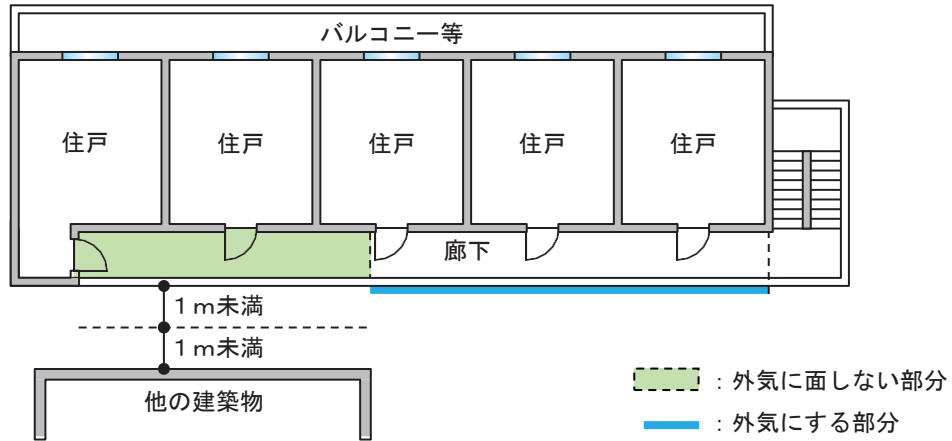 バルコニー等
住戸
住戸
住戸
住戸
住戸
廊下
1m未満
1m未満
他の建築物
：外気に面しない部分
：外気にする部分